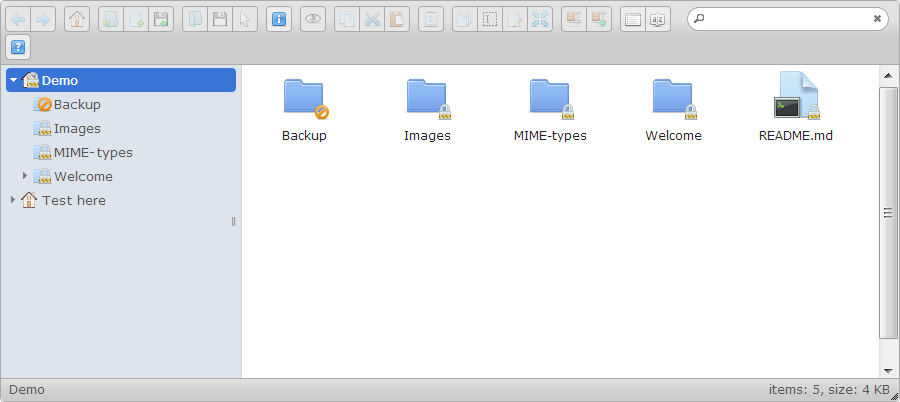 Demo
Backup
Images
MIME-types
Welcome
Test here
Backup
Images
MIME-types
Welcome
README.md
Demo
items: 5, size: 4 KB